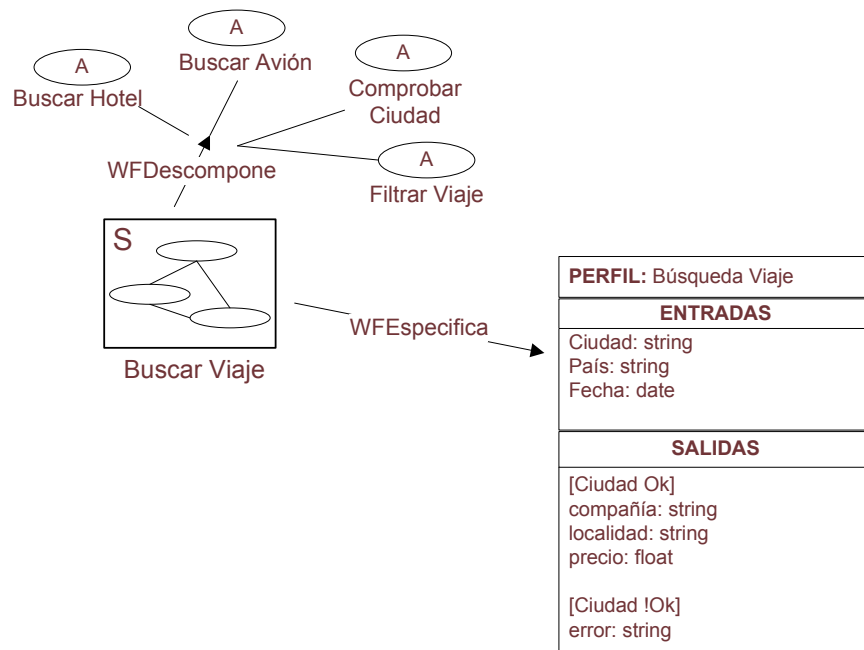 A
Buscar Hotel
A
Buscar Avión
A
Comprobar
Ciudad
A
Filtrar Viaje
WFDescompone
S
Buscar Viaje
WFEspecifica
PERFIL: Búsqueda Viaje
ENTRADAS
Ciudad: string
País: string
Fecha: date
SALIDAS
[Ciudad Ok]
compañía: string
localidad: string
precio: float
[Ciudad !Ok]
error: string